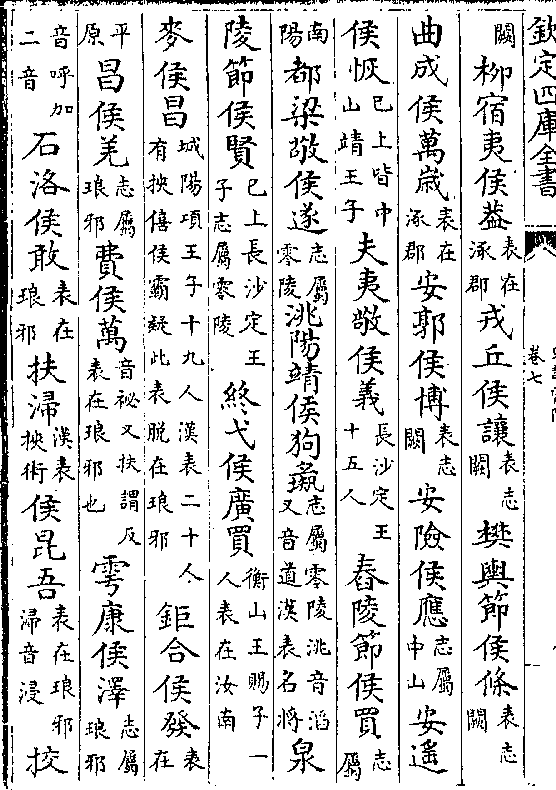 欽定四庫全書
卷七
闕 柳宿夷侯蓋 表在涿郡 戎丘侯讓 表志闕 樊輿節侯條 表志闕
曲成侯萬歲 表在涿郡 安郭侯博 表志闕 安險侯應 志屬中山 安遥
侯恢 已上皆中山靖王子 夫夷敬侯義 長沙定王十五人 舂陵節侯買 志屬
南陽 都梁敬侯遂 志屬零陵 洮陽靖侯狗彘 志屬零陵洮音滔又音道漢表名將 泉
陵節侯賢 已上長沙定王子志屬零陵 終弋侯廣買 衡山王賜子一人表在汝南
麥侯昌 城陽頃王子十九人漢表二十人有挾僖侯霸疑此表脱在琅邪 鉅合侯發 表在
平原 昌侯羌 志屬琅邪 費侯萬 音祕又扶謂反表在琅邪也 雩康侯澤 志屬琅邪
音呼加二音 石洛侯敢 表在琅邪 扶㴆 漢表挾術 侯昆吾 表在琅邪㴆音浸 挍